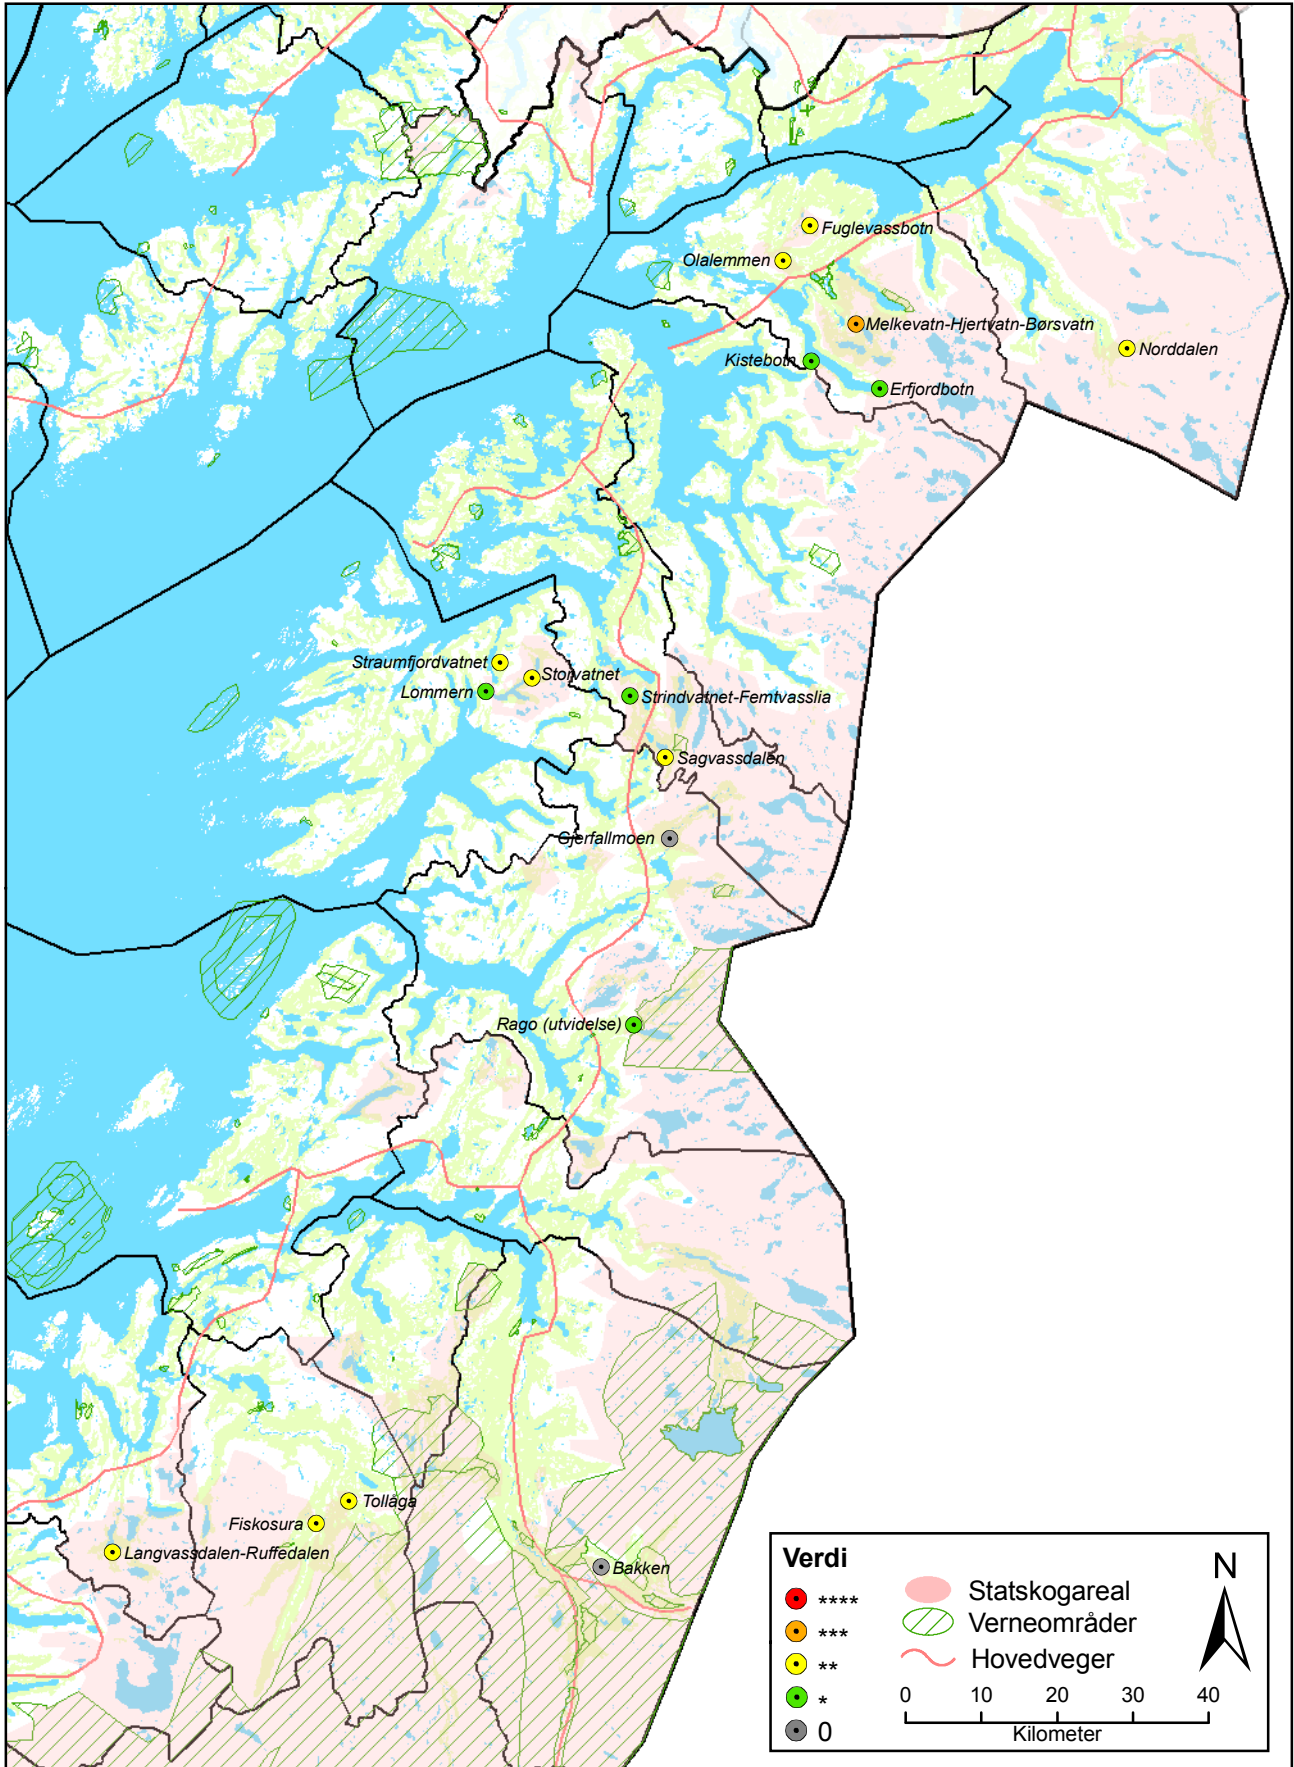 Fuglevassbotn
Olalemmen
Melkevatn-Hjertvatn-Børsvatn
Norddalen
Kistebotn
Erfjordbotn
Straumfjordvatnet
Storvatnet
Lommern
Strindvatnet-Femtvasslia
Sagvassdalen
Gjerfallmoen
Rago (utvidelse)
Tollåga
Fiskosura
Langvassdalen-Ruffedalen
Bakken
Verdi
****
***
**
*
0
Statskogareal
Verneområder
Hovedveger
N
0 10 20 30 40
Kilometer